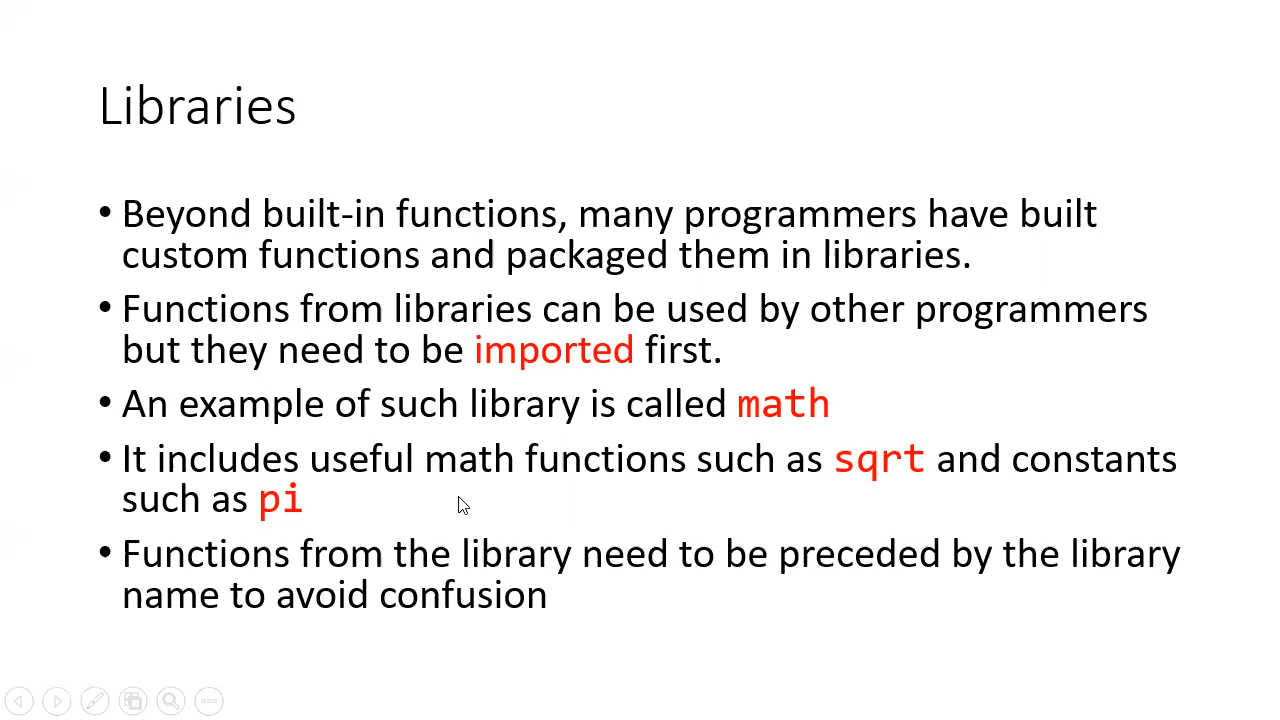 Libraries
• Beyond built-in functions, many programmers have built
custom functions and packaged them in libraries.
• Functions from libraries can be used by other programmers
but they need to be imported first.
• An example of such library is called math
• It includes useful math functions such as sqrt and constants
such as pi
• Functions from the library need to be preceded by the library
name to avoid confusion